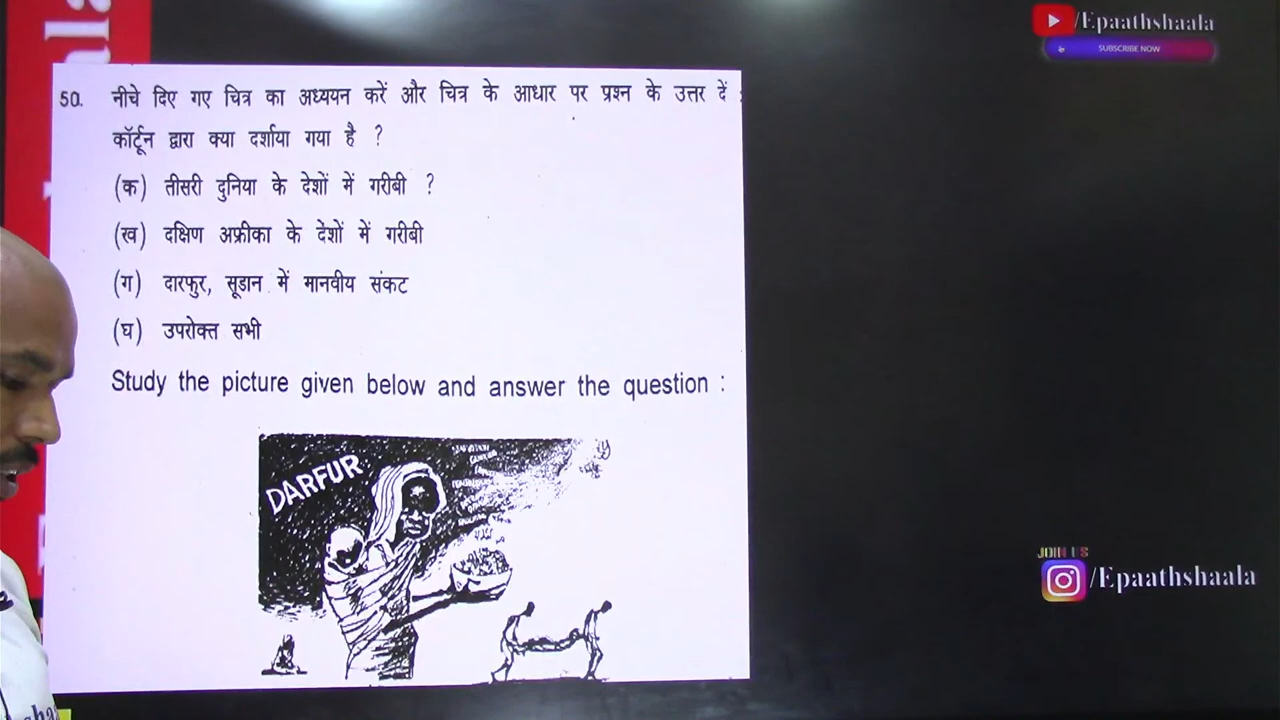 /Epaathshaala
SUBSCRIBE NOW
50. नीचे दिए गए चित्र का अध्ययन करें और चित्र के आधार पर प्रश्न के उत्तर दें :
कॉर्टून द्वारा क्या दर्शाया गया है ?
(क) तीसरी दुनिया के देशों में गरीबी ?
(ख) दक्षिण अफ्रीका के देशों में गरीबी
(ग) दारफुर, सूडान में मानवीय संकट
(घ) उपरोक्त सभी
Study the picture given below and answer the question :
DARFUR
JOIN US
/Epaathshaala